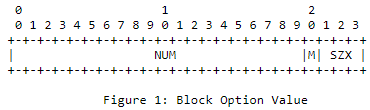 0                   1                   2
0 1 2 3 4 5 6 7 8 9 0 1 2 3 4 5 6 7 8 9 0 1 2 3
+-+-+-+-+-+-+-+-+-+-+-+-+-+-+-+-+-+-+-+-+-+-+-+-+
|                  NUM                  |M| SZX |
+-+-+-+-+-+-+-+-+-+-+-+-+-+-+-+-+-+-+-+-+-+-+-+-+
Figure 1: Block Option Value